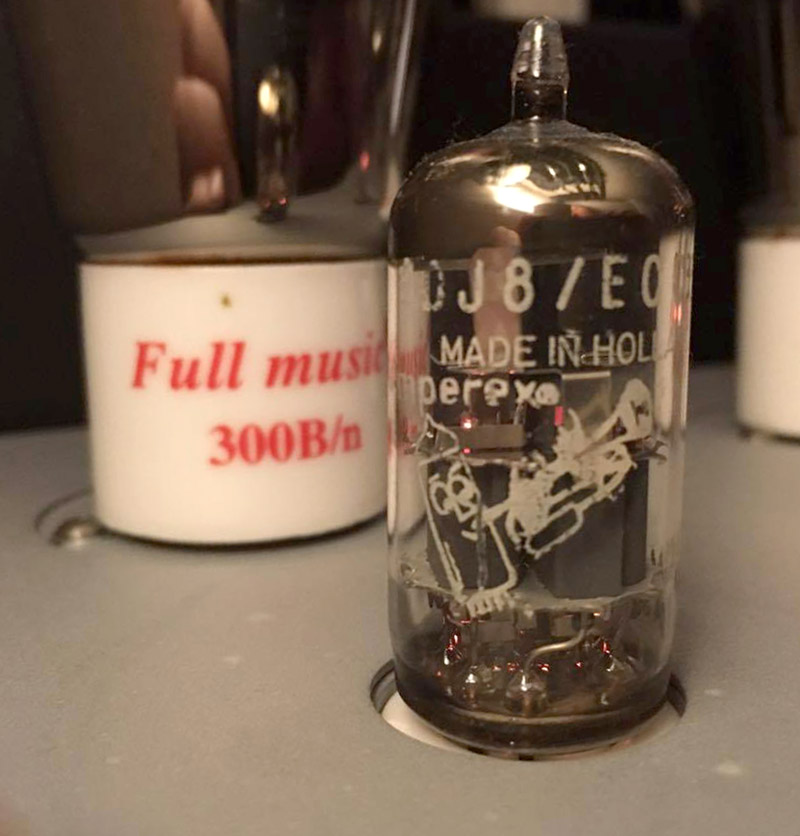 Full music
300B/n
DJ8/EC
MADE IN HOLL
perex®